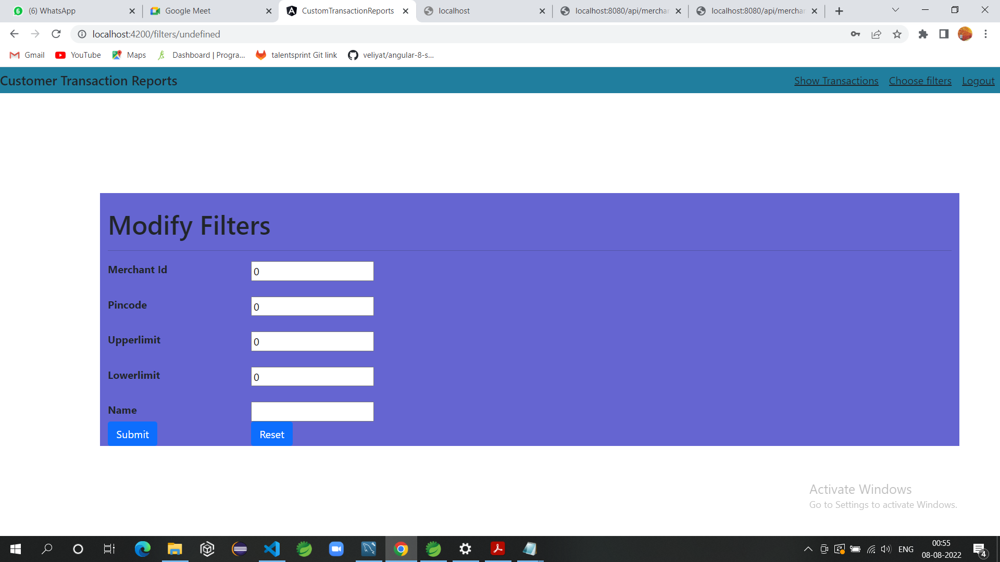 6 (6) WhatsApp
Google Meet
CustomTransactionReports
localhost
localhost:8080/api/merchar
localhost:8080/api/merchar
localhost:4200/filters/undefined
Gmail
YouTube
Maps
Dashboard | Progra...
talentsprint Git link
veliyat/angular-8-s...
Customer Transaction Reports
Show Transactions
Choose filters
Logout
Modify Filters
Merchant Id
0
Pincode
0
Upperlimit
0
Lowerlimit
0
Name
Submit
Reset
Activate Windows
Go to Settings to activate Windows.
ENG
00:55
08-08-2022
4